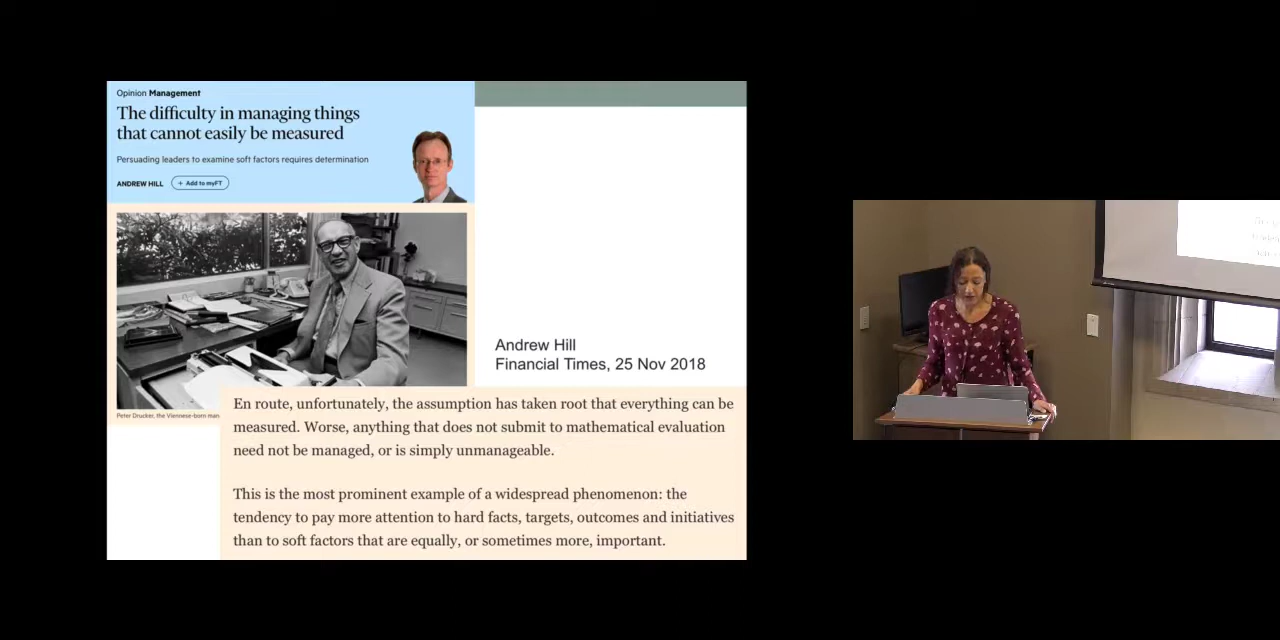 Opinion Management
The difficulty in managing things
that cannot easily be measured
Persuading leaders to examine soft factors requires determination
ANDREW HILL
+ Add to myFT
Andrew Hill
Financial Times, 25 Nov 2018
Peter Drucker, the Viennese-born man
En route, unfortunately, the assumption has taken root that everything can be
measured. Worse, anything that does not submit to mathematical evaluation
need not be managed, or is simply unmanageable.
This is the most prominent example of a widespread phenomenon: the
tendency to pay more attention to hard facts, targets, outcomes and initiatives
than to soft factors that are equally, or sometimes more, important.